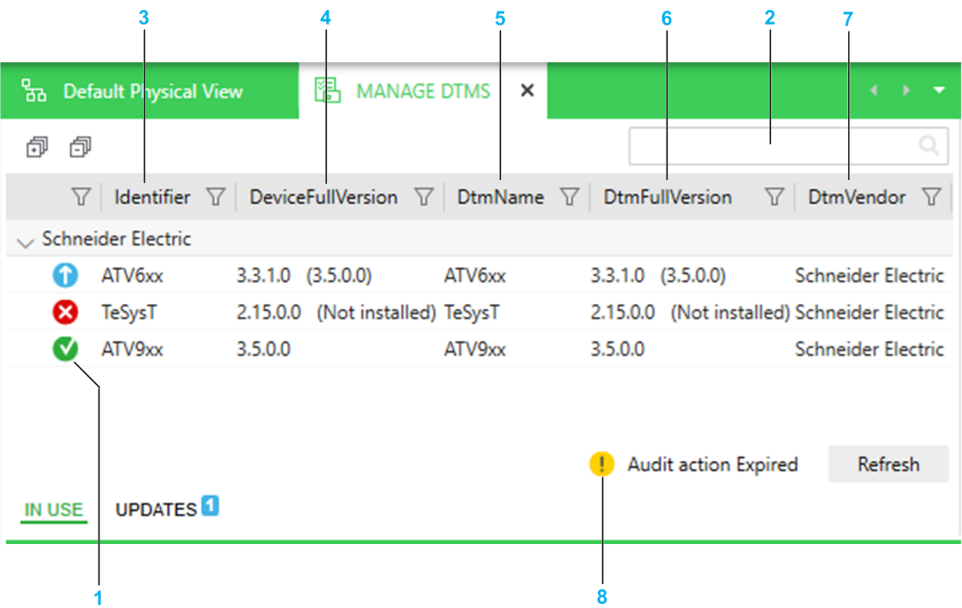 3 4 5 6 2 7
Default Physical View MANAGE DTMS
Identifier DeviceFullVersion DtmName DtmFullVersion DtmVendor
Schneider Electric
ATV6xx 3.3.1.0 (3.5.0.0) ATV6xx 3.3.1.0 (3.5.0.0) Schneider Electric
TeSysT 2.15.0.0 (Not installed) TeSysT 2.15.0.0 (Not installed) Schneider Electric
ATV9xx 3.5.0.0 ATV9xx 3.5.0.0 Schneider Electric
! Audit action Expired Refresh
IN USE UPDATES 1
1 8